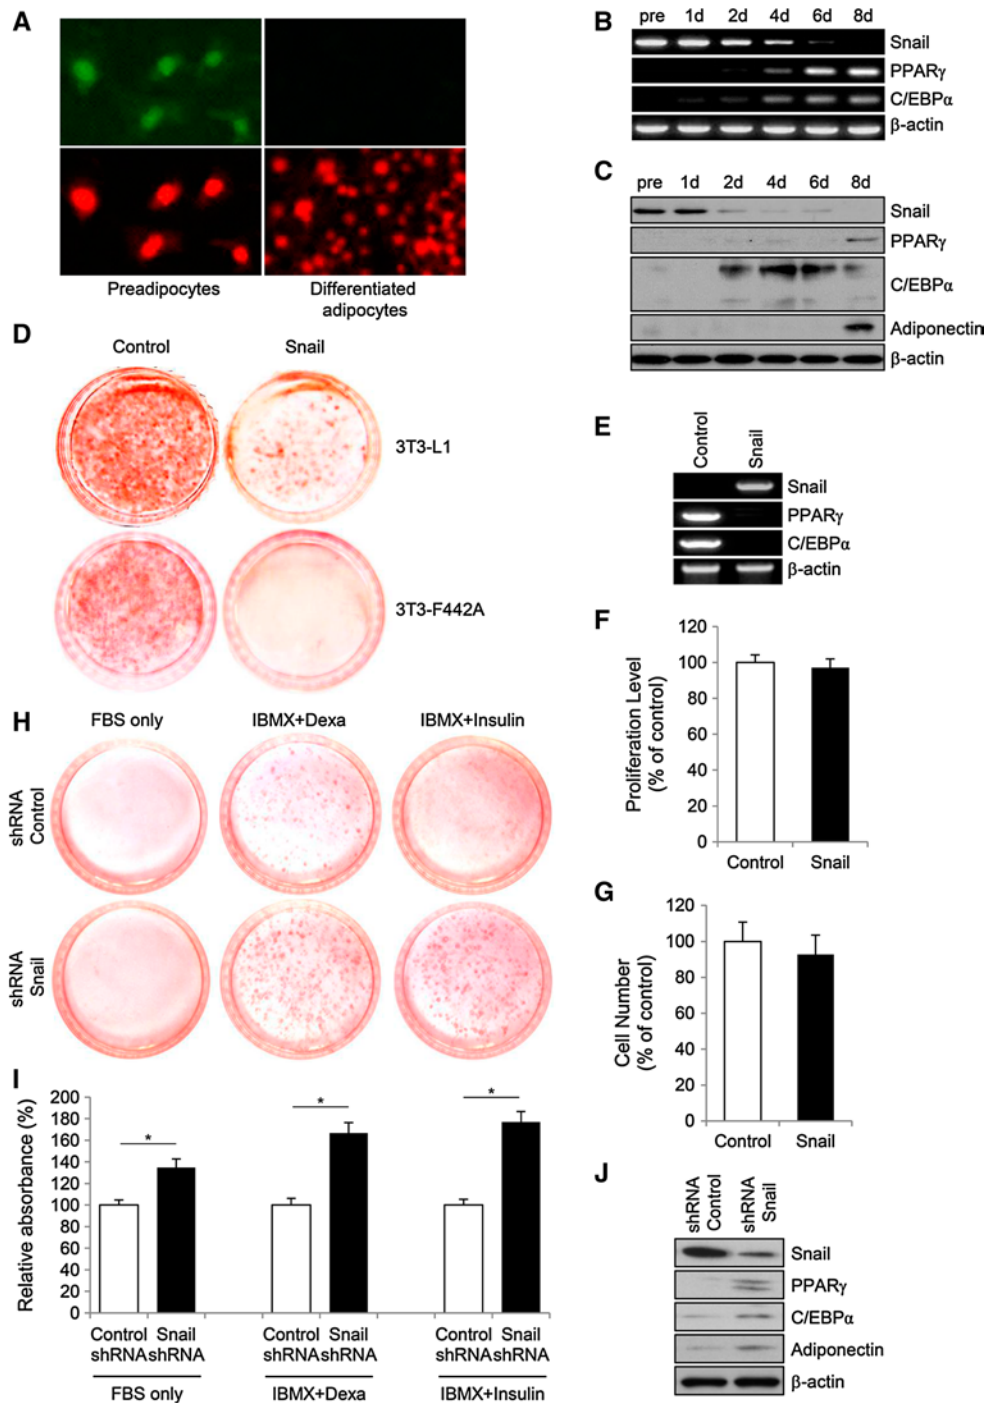 A
Preadipocytes
Differentiated
adipocytes
B
pre 1d 2d 4d 6d 8d
Snail
PPARγ
C/EBPα
β-actin
C
pre 1d 2d 4d 6d 8d
Snail
PPARγ
C/EBPα
Adiponectin
β-actin
D
Control Snail
3T3-L1
3T3-F442A
E
Control
Snail
Snail
PPARγ
C/EBPα
β-actin
F
Proliferation Level
(% of control)
120
100
80
60
40
20
0
Control Snail
G
Cell Number
(% of control)
120
100
80
60
40
20
0
Control Snail
H
FBS only IBMX+Dexa IBMX+Insulin
shRNA
Control
shRNA
Snail
I
Relative absorbance (%)
200
180
160
140
120
100
80
60
40
20
0
* * *
Control Snail Control Snail Control Snail
shRNA shRNA shRNA shRNA shRNA shRNA
FBS only IBMX+Dexa IBMX+Insulin
J
shRNA
Control
shRNA
Snail
Snail
PPARγ
C/EBPα
Adiponectin
β-actin